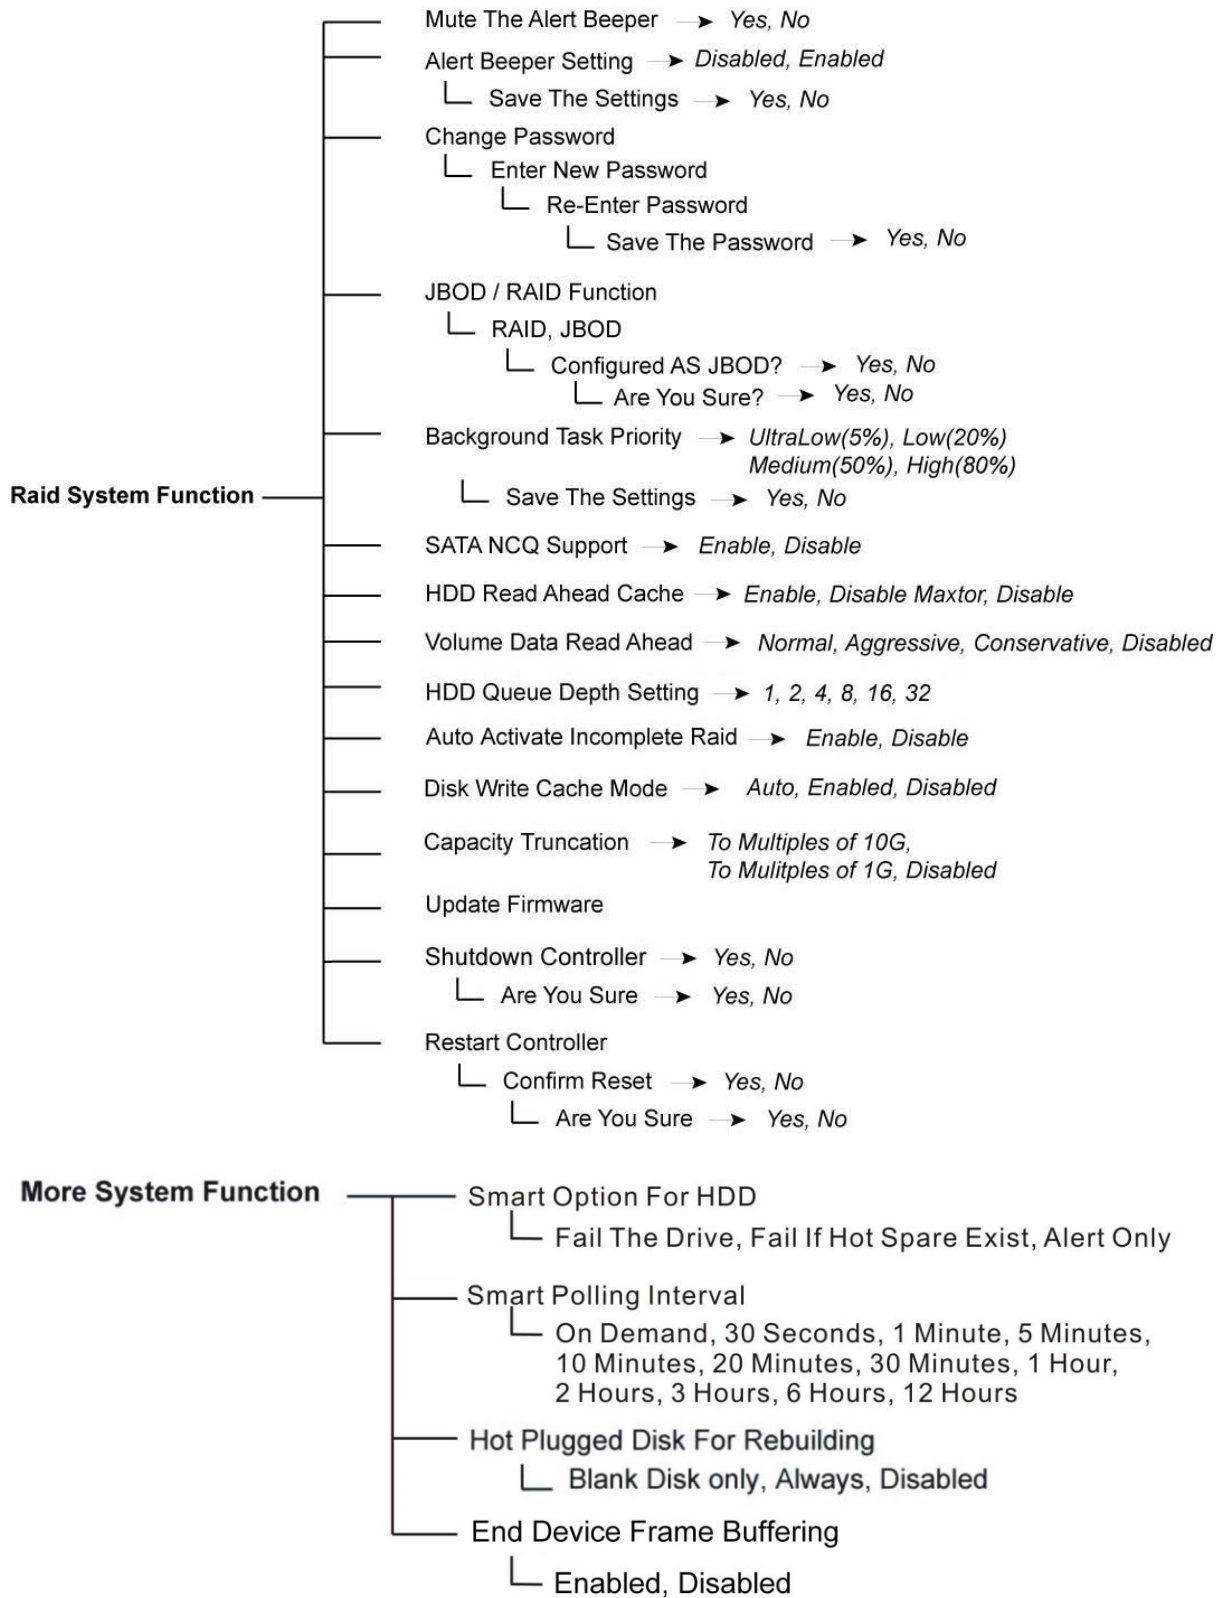 Mute The Alert Beeper Yes, No
Alert Beeper Setting Disabled, Enabled
Save The Settings Yes, No
Change Password
Enter New Password
Re-Enter Password
Save The Password Yes, No
JBOD / RAID Function
RAID, JBOD
Configured AS JBOD? Yes, No
Are You Sure? Yes, No
Background Task Priority UltraLow(5%), Low(20%)
Medium(50%), High(80%)
Raid System Function
Save The Settings Yes, No
SATA NCQ Support Enable, Disable
HDD Read Ahead Cache Enable, Disable Maxtor, Disable
Volume Data Read Ahead Normal, Aggressive, Conservative, Disabled
HDD Queue Depth Setting 1, 2, 4, 8, 16, 32
Auto Activate Incomplete Raid Enable, Disable
Disk Write Cache Mode Auto, Enabled, Disabled
Capacity Truncation To Multiples of 10G,
To Mulitples of 1G, Disabled
Update Firmware
Shutdown Controller Yes, No
Are You Sure Yes, No
Restart Controller
Confirm Reset Yes, No
Are You Sure Yes, No
More System Function
Smart Option For HDD
Fail The Drive, Fail If Hot Spare Exist, Alert Only
Smart Polling Interval
On Demand, 30 Seconds, 1 Minute, 5 Minutes,
10 Minutes, 20 Minutes, 30 Minutes, 1 Hour,
2 Hours, 3 Hours, 6 Hours, 12 Hours
Hot Plugged Disk For Rebuilding
Blank Disk only, Always, Disabled
End Device Frame Buffering
Enabled, Disabled